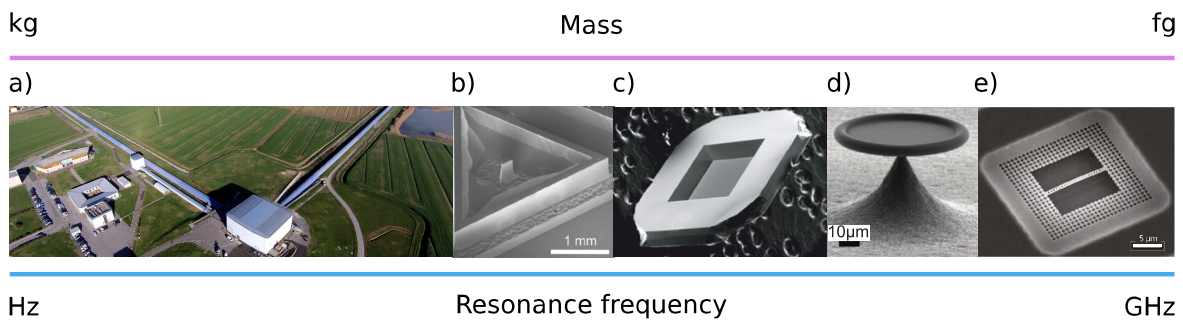 kg Mass fg
a) b) c) d) e)
1 mm
10μm
5 μm
Hz Resonance frequency GHz